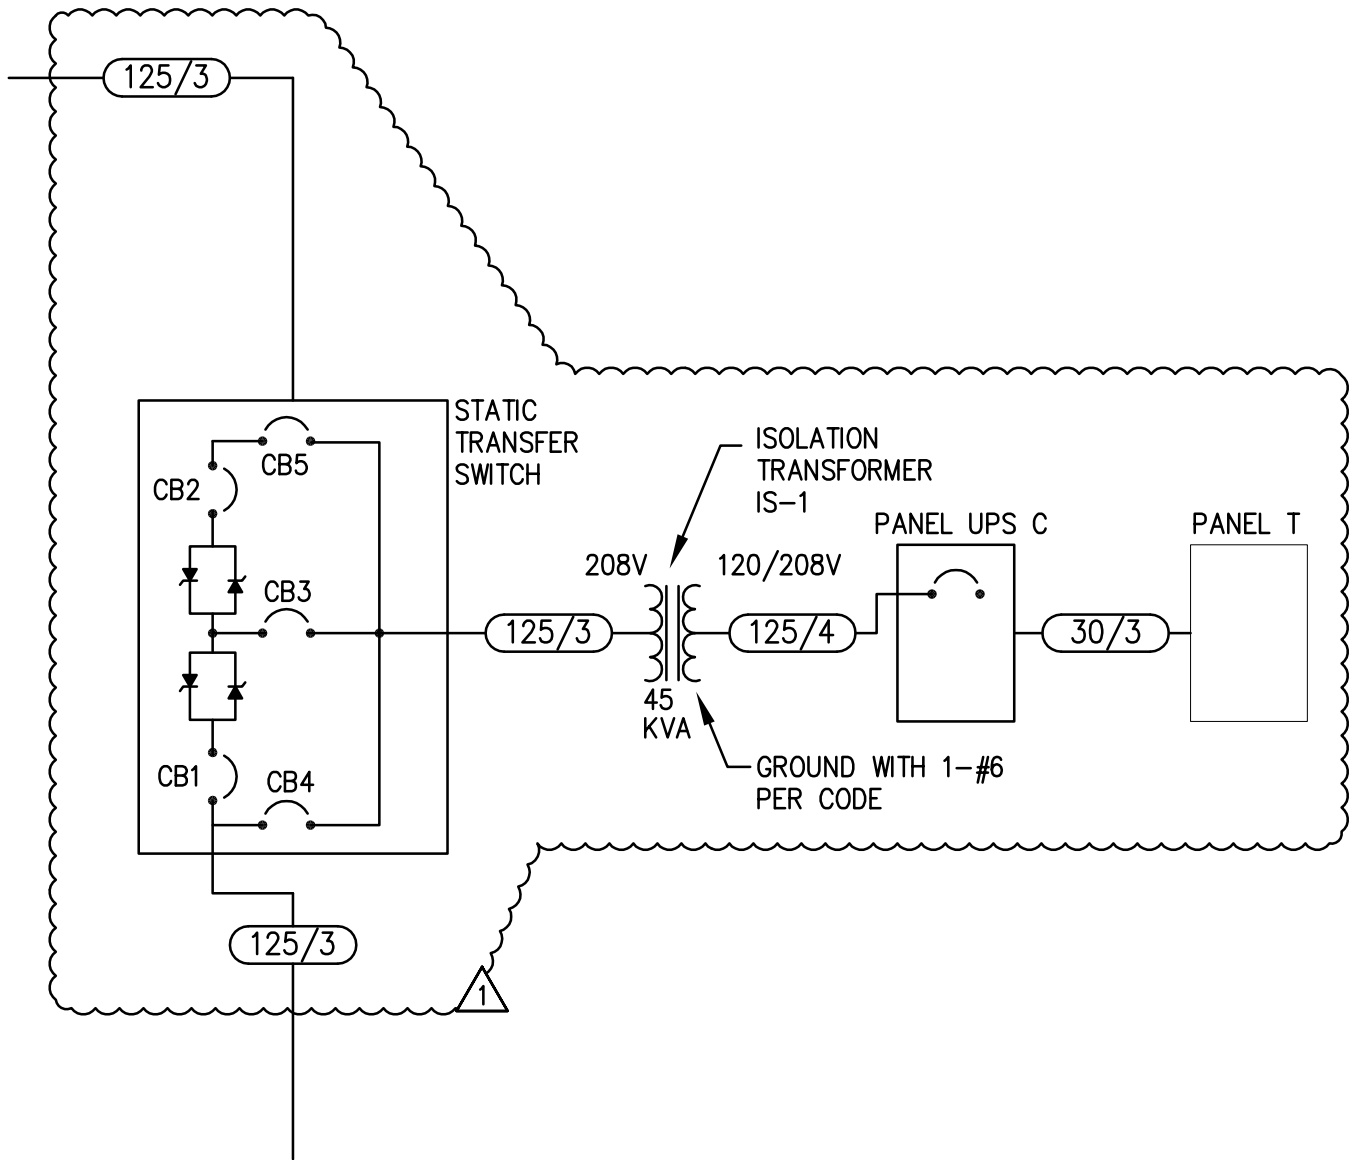 125/3
STATIC
TRANSFER
SWITCH
CB5
CB2
CB3
CB1
CB4
125/3
208V
ISOLATION
TRANSFORMER
IS-1
120/208V
125/4
45
KVA
GROUND WITH 1-#6
PER CODE
PANEL UPS C
30/3
PANEL T
125/3
1